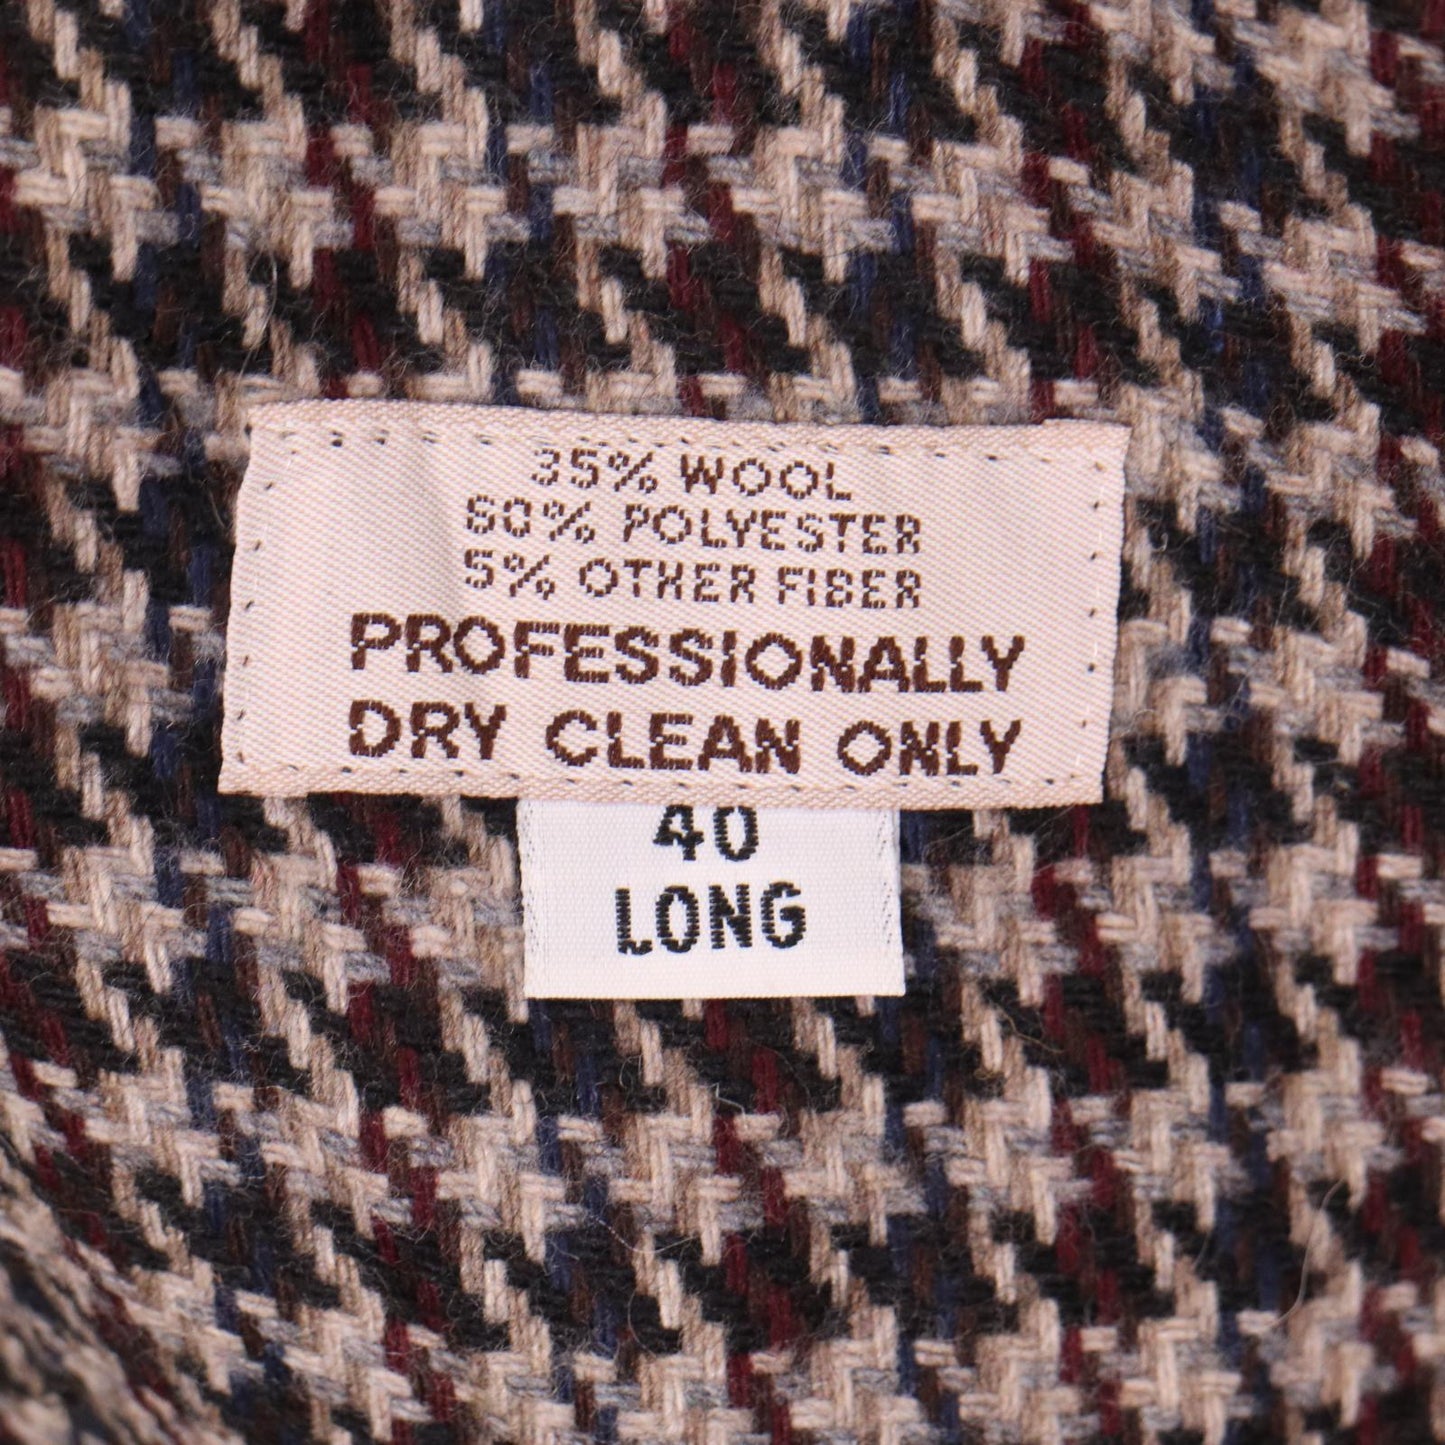 35% WOOL
60% POLYESTER
5% OTHER FIBER
PROFESSIONALLY
DRY CLEAN ONLY
40
LONG